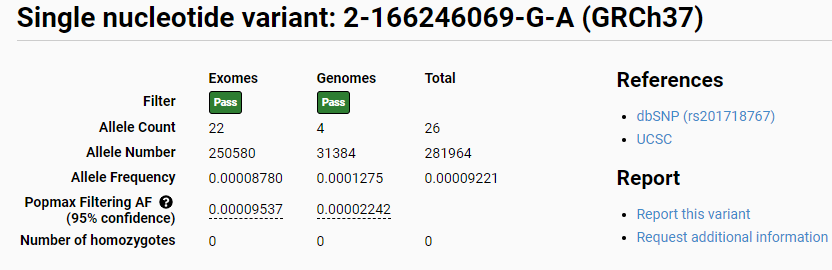 Single nucleotide variant: 2-166246069-G-A (GRCh37)
Exomes Genomes Total
Filter Pass Pass
Allele Count 22 4 26
Allele Number 250580 31384 281964
Allele Frequency 0.00008780 0.0001275 0.00009221
Popmax Filtering AF ?
(95% confidence) 0.00009537 0.00002242
Number of homozygotes 0 0 0
References
• dbSNP (rs201718767)
• UCSC
Report
• Report this variant
• Request additional information